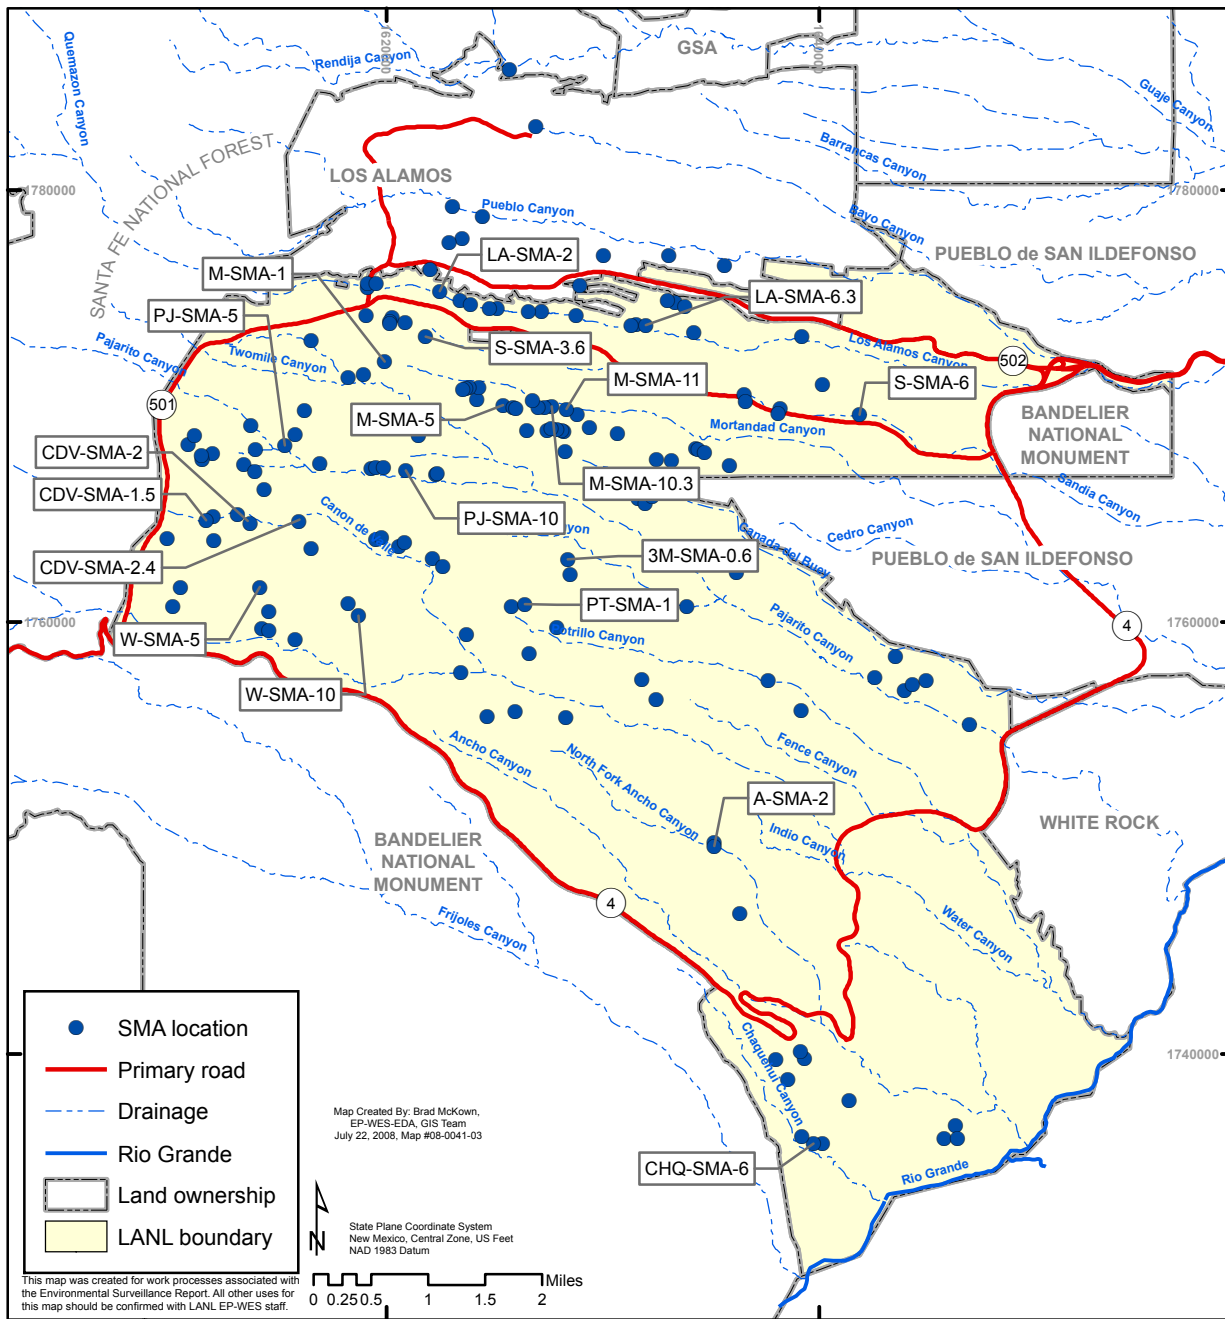 1620000
1640000
GSA
Quemazon Canyon
Rendija Canyon
Guaje Canyon
Barrancas Canyon
SANTA FE NATIONAL FOREST
LOS ALAMOS
1780000
1780000
Pueblo Canyon
Bayo Canyon
PUEBLO de SAN ILDEFONSO
M-SMA-1
LA-SMA-2
LA-SMA-6.3
PJ-SMA-5
Pajarito Canyon
Twomile Canyon
S-SMA-3.6
Los Alamos Canyon
502
M-SMA-11
S-SMA-6
501
M-SMA-5
Mortandad Canyon
BANDELIER
NATIONAL
MONUMENT
CDV-SMA-2
M-SMA-10.3
Sandia Canyon
CDV-SMA-1.5
PJ-SMA-10
Canon de Valle
Canada del Buey
Cedro Canyon
PUEBLO de SAN ILDEFONSO
CDV-SMA-2.4
3M-SMA-0.6
PT-SMA-1
Pajarito Canyon
1760000
1760000
4
W-SMA-5
Potrillo Canyon
W-SMA-10
Ancho Canyon
North Fork Ancho Canyon
Fence Canyon
A-SMA-2
Indio Canyon
WHITE ROCK
BANDELIER
NATIONAL
MONUMENT
4
Frijoles Canyon
Water Canyon
SMA location
Primary road
Drainage
Rio Grande
Land ownership
LANL boundary
1740000
Chaquehui Canyon
Map Created By: Brad McKown,
EP-WES-EDA, GIS Team
July 22, 2008, Map #08-0041-03
CHQ-SMA-6
Rio Grande
N
State Plane Coordinate System
New Mexico, Central Zone, US Feet
NAD 1983 Datum
Miles
0 0.25 0.5 1 1.5 2
This map was created for work processes associated with
the Environmental Surveillance Report. All other uses for
this map should be confirmed with LANL EP-WES staff.